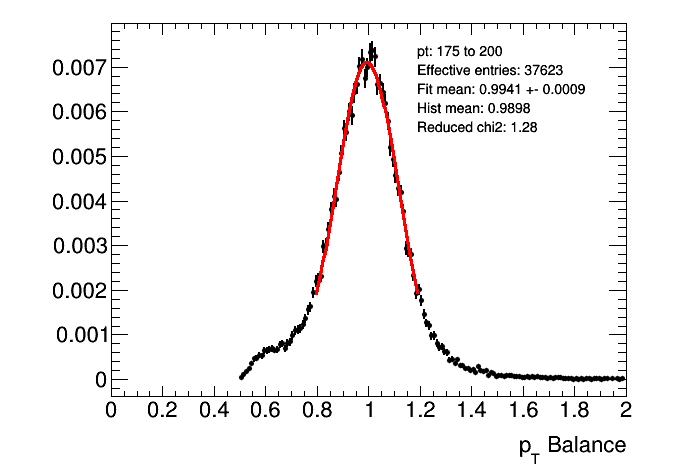 pt: 175 to 200
Effective entries: 37623
Fit mean: 0.9941 +- 0.0009
Hist mean: 0.9898
Reduced chi2: 1.28
0.007
0.006
0.005
0.004
0.003
0.002
0.001
0
0 0.2 0.4 0.6 0.8 1 1.2 1.4 1.6 1.8 2
pT Balance